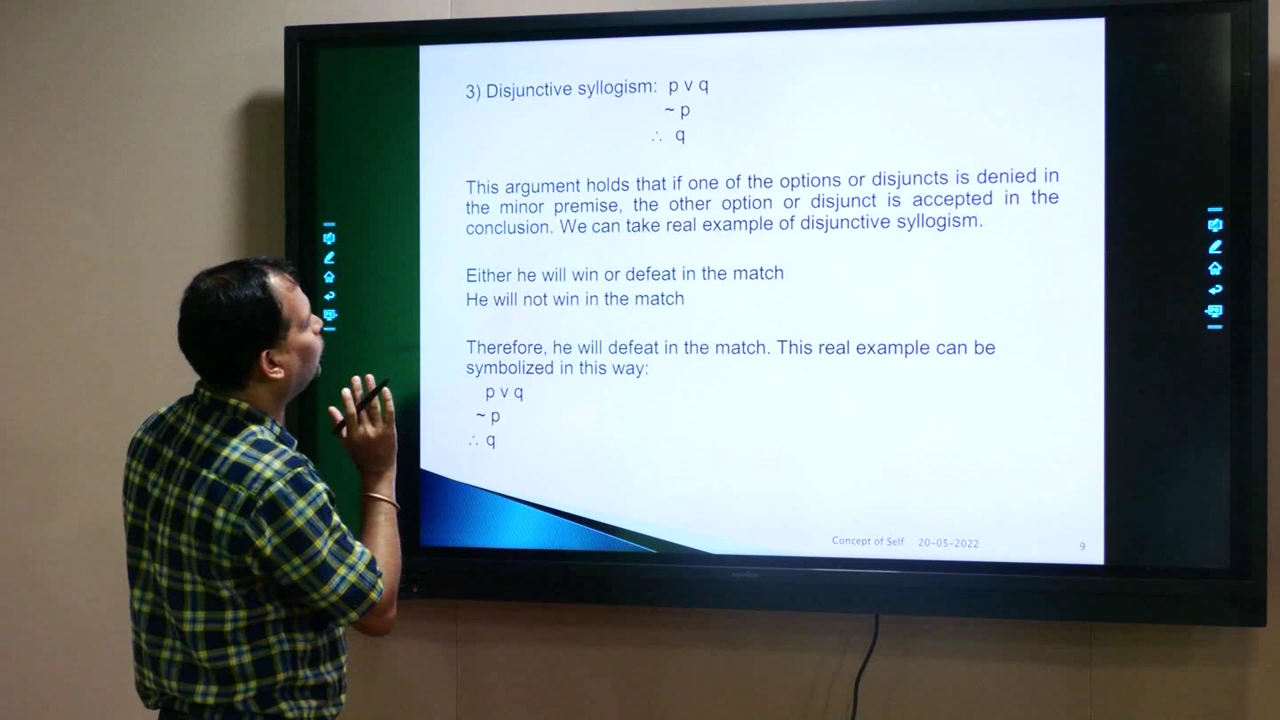 3) Disjunctive syllogism: p v q
~ p
∴ q
This argument holds that if one of the options or disjuncts is denied in
the minor premise, the other option or disjunct is accepted in the
conclusion. We can take real example of disjunctive syllogism.
Either he will win or defeat in the match
He will not win in the match
Therefore, he will defeat in the match. This real example can be
symbolized in this way:
p v q
~ p
∴ q
Concept of Self 20-05-2022 9